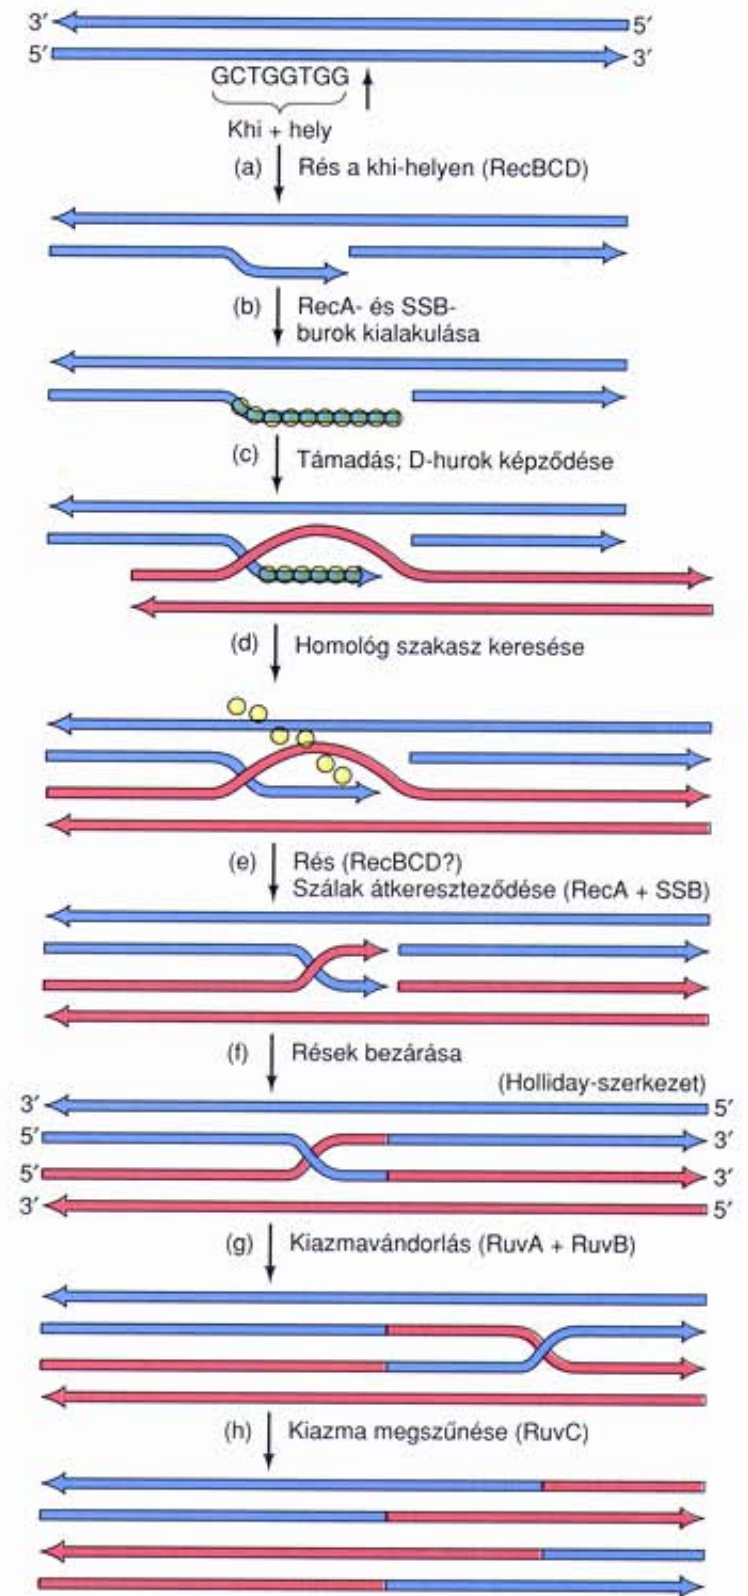 3′ 5′
5′ 3′
GCTGGTGG
Khi + hely
(a) Rés a khi-helyen (RecBCD)
(b) RecA- és SSB-
burok kialakulása
(c) Támadás; D-hurok képződése
(d) Homológ szakasz keresése
(e) Rés (RecBCD?)
Szálak átkereszteződése (RecA + SSB)
(f) Rések bezárása
(Holliday-szerkezet)
3′ 5′
5′ 3′
5′ 3′
3′ 5′
(g) Kiazmavándorlás (RuvA + RuvB)
(h) Kiazma megszűnése (RuvC)